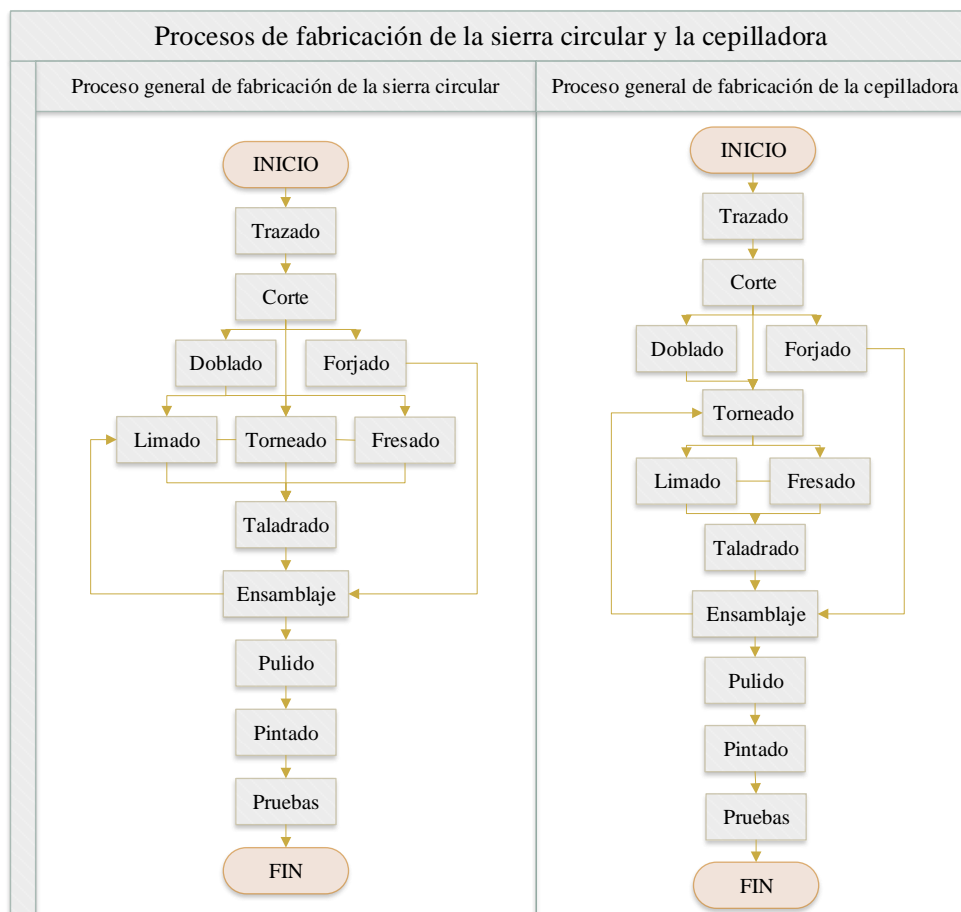 Procesos de fabricación de la sierra circular y la cepilladora
Proceso general de fabricación de la sierra circular
INICIO
Trazado
Corte
Doblado
Forjado
Limado
Torneado
Fresado
Taladrado
Ensamblaje
Pulido
Pintado
Pruebas
FIN
Proceso general de fabricación de la cepilladora
INICIO
Trazado
Corte
Doblado
Forjado
Torneado
Limado
Fresado
Taladrado
Ensamblaje
Pulido
Pintado
Pruebas
FIN